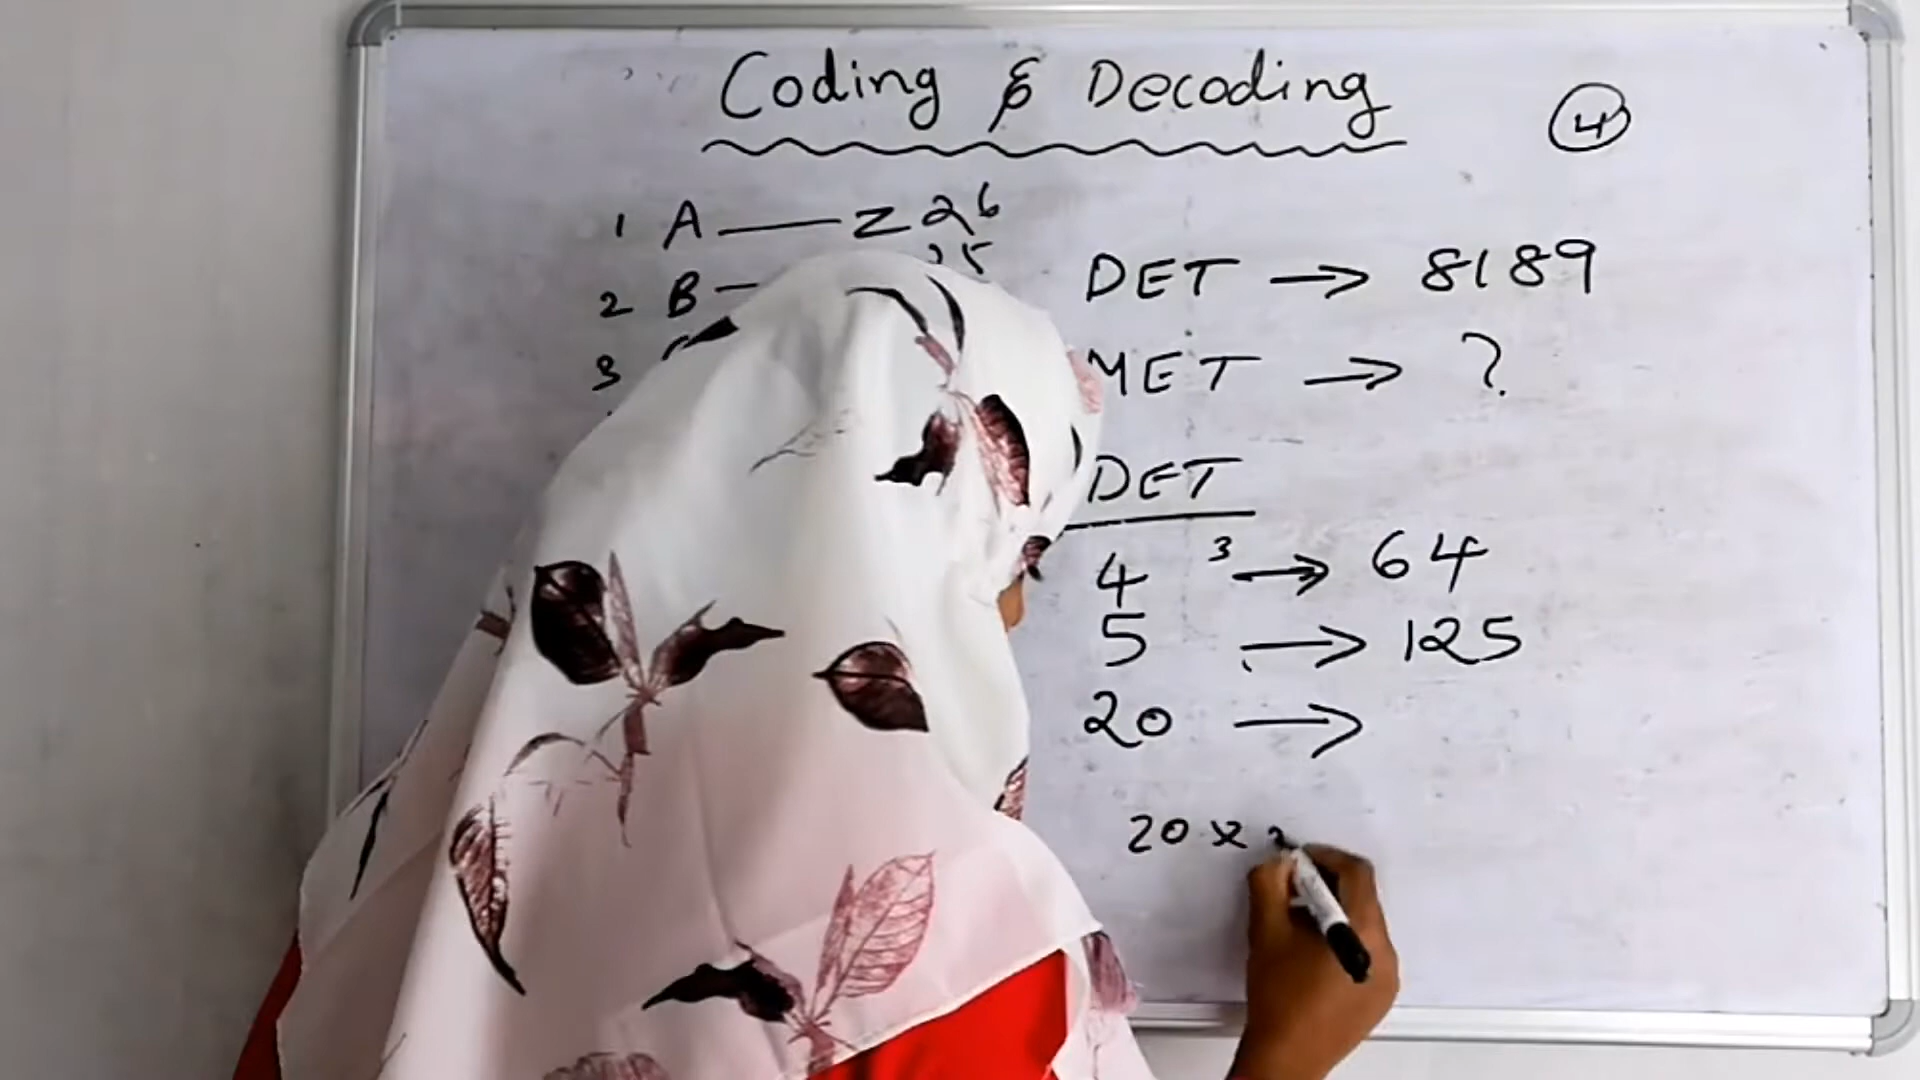 Coding & Decoding
4
1 A — Z 26
2 B — 25
3
DET → 8189
MET → ?
DET
4 ³ → 64
5 → 125
20 →
20 ×